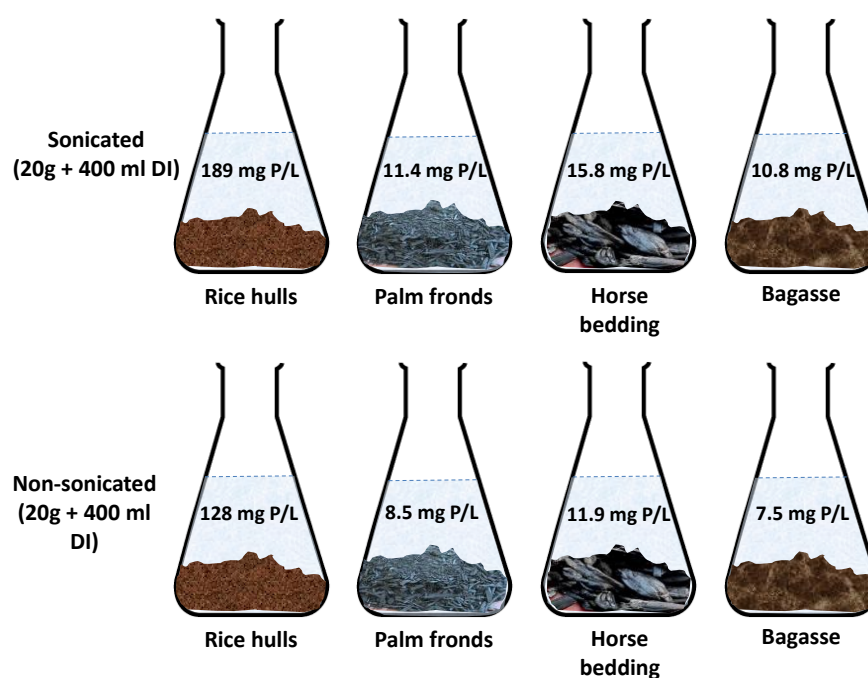 Sonicated
(20g + 400 ml DI)
189 mg P/L
11.4 mg P/L
15.8 mg P/L
10.8 mg P/L
Rice hulls
Palm fronds
Horse
bedding
Bagasse
Non-sonicated
(20g + 400 ml
DI)
128 mg P/L
8.5 mg P/L
11.9 mg P/L
7.5 mg P/L
Rice hulls
Palm fronds
Horse
bedding
Bagasse